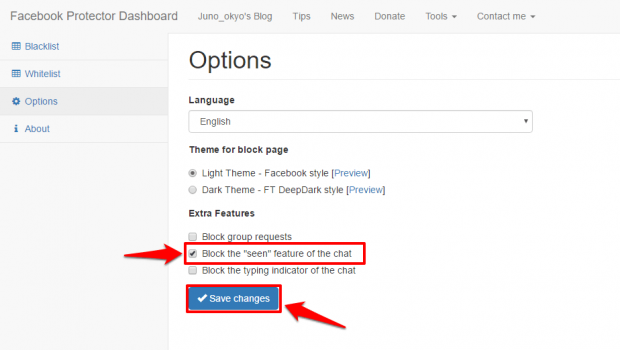 Facebook Protector Dashboard Juno_okyo's Blog Tips News Donate Tools Contact me
Blacklist
Whitelist
Options
About
Options
Language
English
Theme for block page
Light Theme - Facebook style [Preview]
Dark Theme - FT DeepDark style [Preview]
Extra Features
Block group requests
Block the "seen" feature of the chat
Block the typing indicator of the chat
Save changes